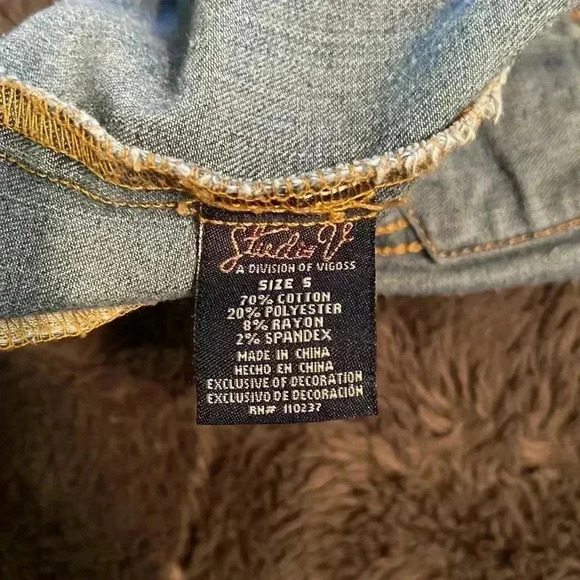 Studio V
A DIVISION OF VIGOSS
SIZE S
70% COTTON
20% POLYESTER
8% RAYON
2% SPANDEX
MADE IN CHINA
HECHO EN CHINA
EXCLUSIVE OF DECORATION
EXCLUSIVO DE DECORACIÓN
RN# 110237